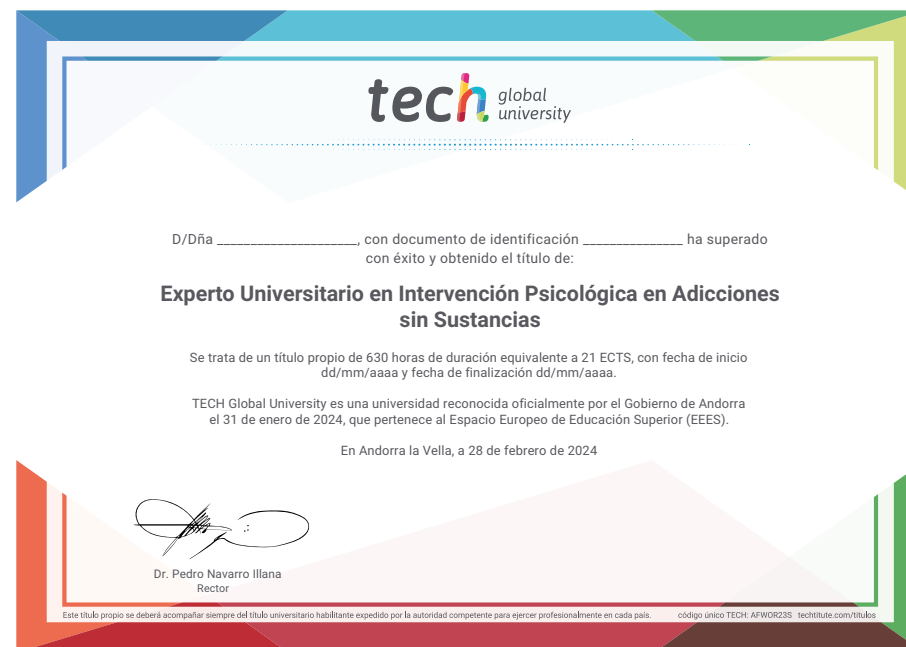 tech global
university
D/Dña _____________________, con documento de identificación _______________ ha superado
con éxito y obtenido el título de:
Experto Universitario en Intervención Psicológica en Adicciones
sin Sustancias
Se trata de un título propio de 630 horas de duración equivalente a 21 ECTS, con fecha de inicio
dd/mm/aaaa y fecha de finalización dd/mm/aaaa.
TECH Global University es una universidad reconocida oficialmente por el Gobierno de Andorra
el 31 de enero de 2024, que pertenece al Espacio Europeo de Educación Superior (EEES).
En Andorra la Vella, a 28 de febrero de 2024
Dr. Pedro Navarro Illana
Rector
Este título propio se deberá acompañar siempre del título universitario habilitante expedido por la autoridad competente para ejercer profesionalmente en cada país. código único TECH: AFWOR23S techtitute.com/titulos